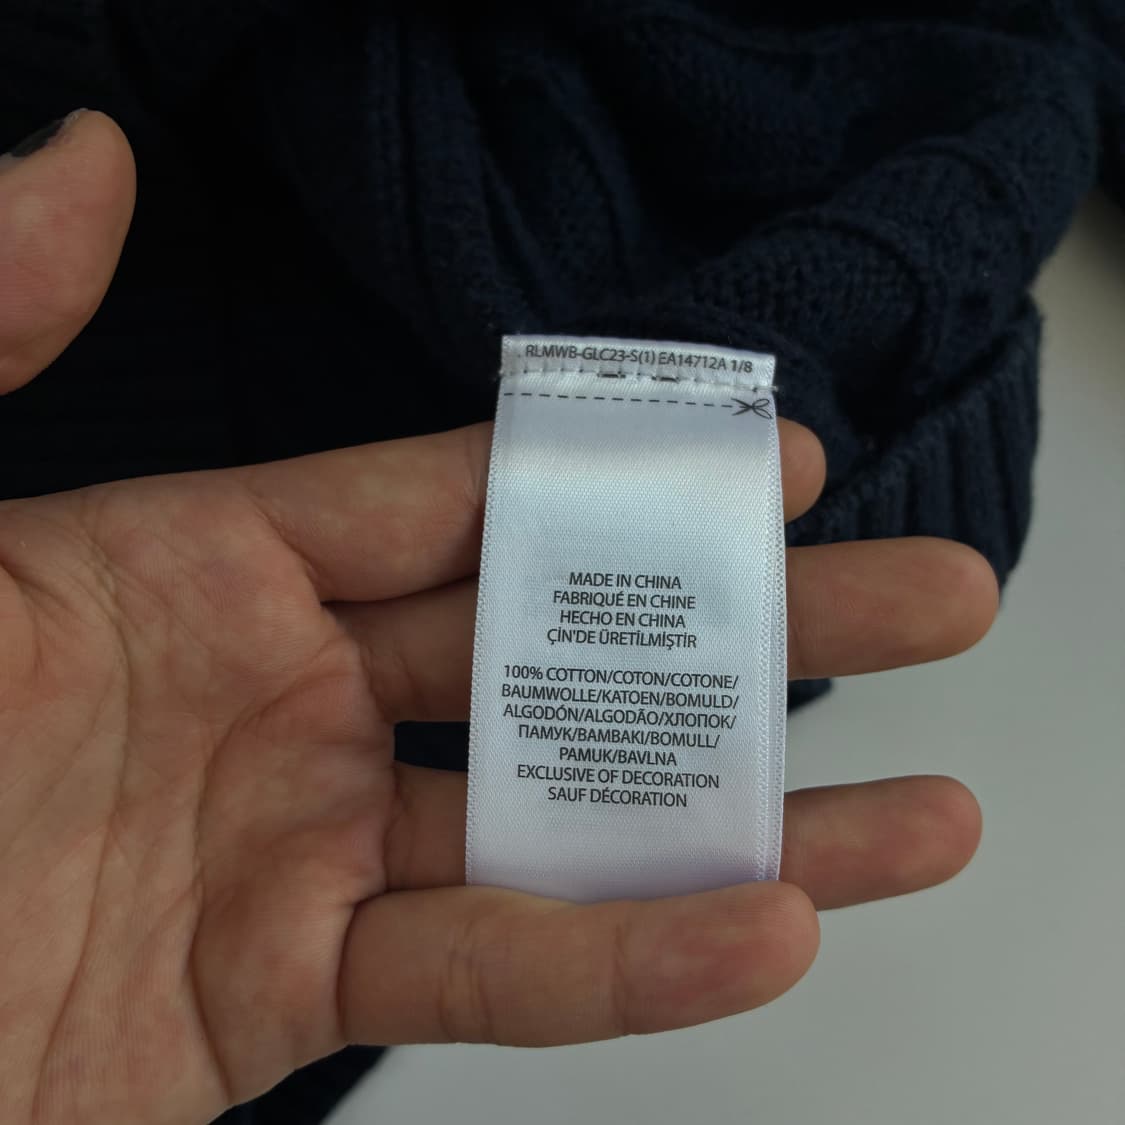 RLMWB-GLC23-S(1) EA14712A 1/8
MADE IN CHINA
FABRIQUÉ EN CHINE
HECHO EN CHINA
ÇİN'DE ÜRETİLMİŞTİR
100% COTTON/COTON/COTONE/
BAUMWOLLE/KATOEN/BOMULD/
ALGODÓN/ALGODÃO/ХЛОПОК/
ПАМУК/BAMBAKI/BOMULL/
PAMUK/BAVLNA
EXCLUSIVE OF DECORATION
SAUF DÉCORATION